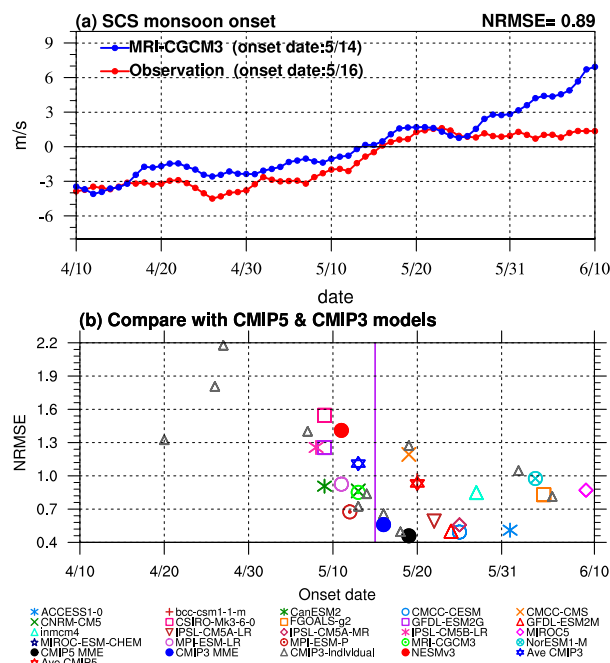 (a) SCS monsoon onset NRMSE= 0.89
MRI-CGCM3 (onset date:5/14)
Observation (onset date:5/16)
6
3
0
-3
-6
m/s
4/10 4/20 4/30 5/10 5/20 5/31 6/10
date
(b) Compare with CMIP5 & CMIP3 models
2.2
1.9
1.6
1.3
1.0
0.7
0.4
NRMSE
4/10 4/20 5/10 5/20 5/31 6/10
Onset date
ACCESS1-0 bcc-csm1-1-m CanESM2 CMCC-CESM CMCC-CMS
CNRM-CM5 CSIRO-Mk3-6-0 FGOALS-g2 GFDL-ESM2G GFDL-ESM2M
inmcm4 IPSL-CM5A-LR IPSL-CM5A-MR IPSL-CM5B-LR MIROC5
MIROC-ESM-CHEM MPI-ESM-LR MPI-ESM-P MRI-CGCM3 NorESM1-M
CMIP5 MME CMIP3 MME CMIP3-Individual NESMv3 Ave CMIP3
Ave CMIP5